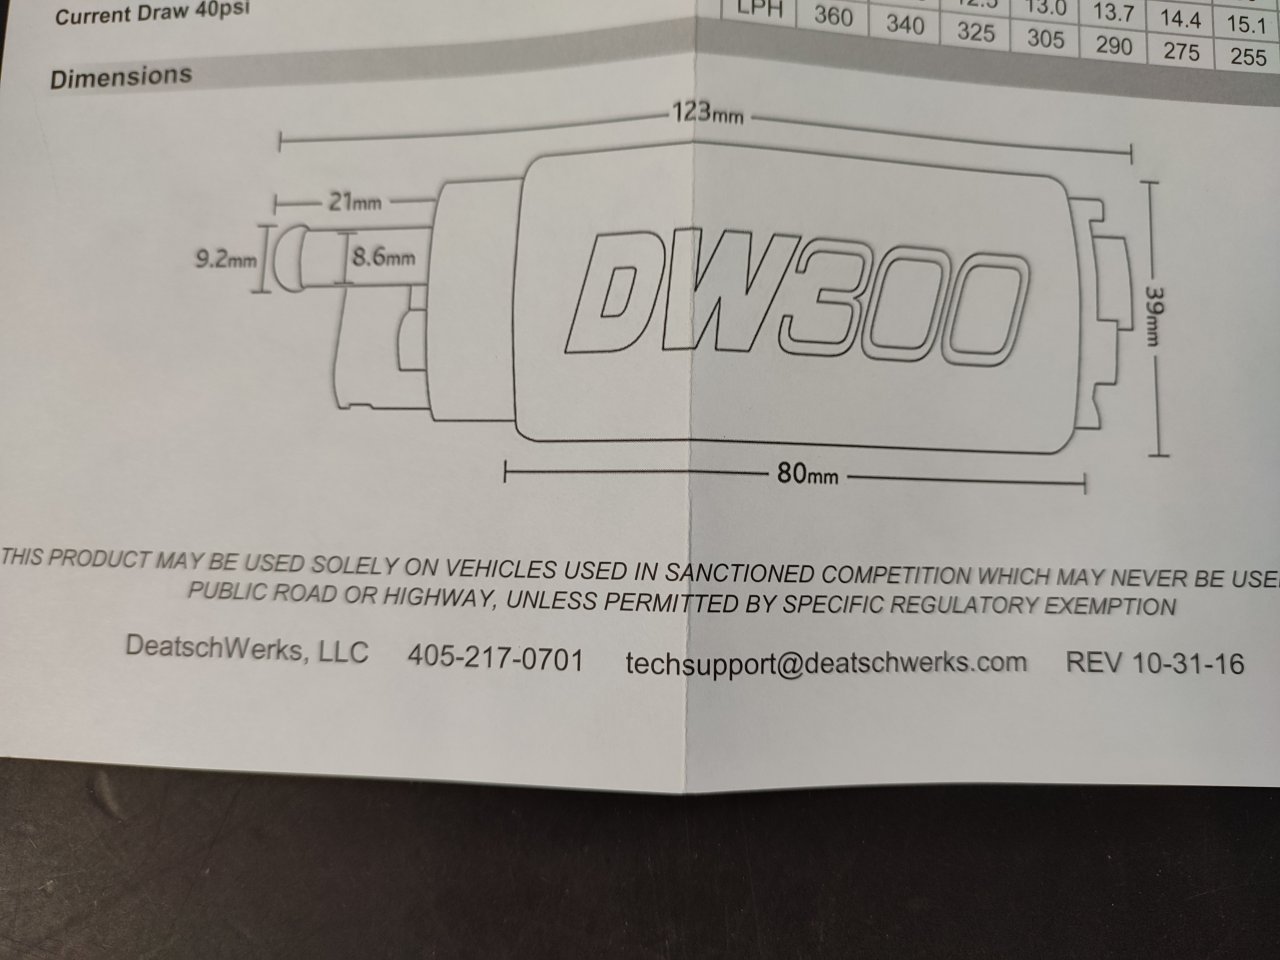 Current Draw 40psi
13.0 13.7 14.4 15.1
LPH 360 340 325 305 290 275 255
Dimensions
123mm
21mm
9.2mm
8.6mm
DW300
39mm
80mm
THIS PRODUCT MAY BE USED SOLELY ON VEHICLES USED IN SANCTIONED COMPETITION WHICH MAY NEVER BE USE
PUBLIC ROAD OR HIGHWAY, UNLESS PERMITTED BY SPECIFIC REGULATORY EXEMPTION
DeatschWerks, LLC 405-217-0701 techsupport@deatschwerks.com REV 10-31-16